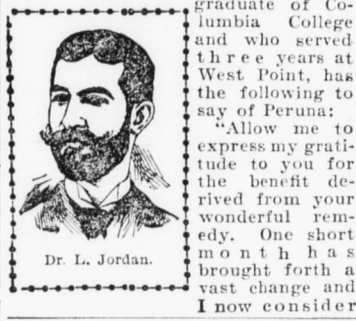 graduate of Co-
lumbia College
and who served
three years at
West Point, has
the following to
say of Peruna:
"Allow me to
express my grati-
tude to you for
the benefit de-
rived from your
wonderful rem-
edy. One short
month has
brought forth a
vast change and
I now consider
Dr. L. Jordan.